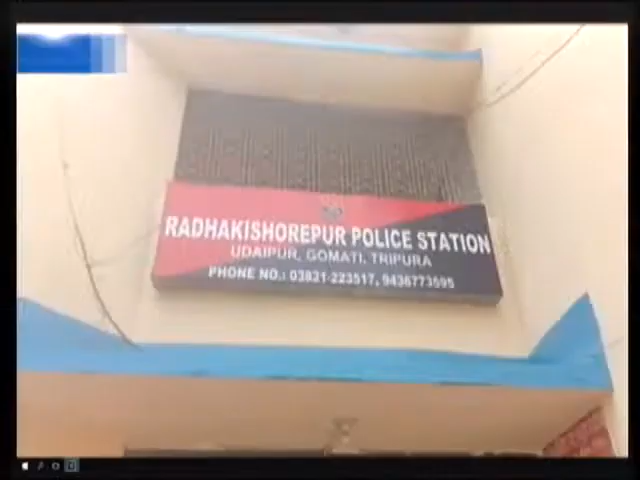 RADHAKISHOREPUR POLICE STATION
UDAIPUR, GOMATI, TRIPURA
PHONE NO.: 03821-223517, 9436773595